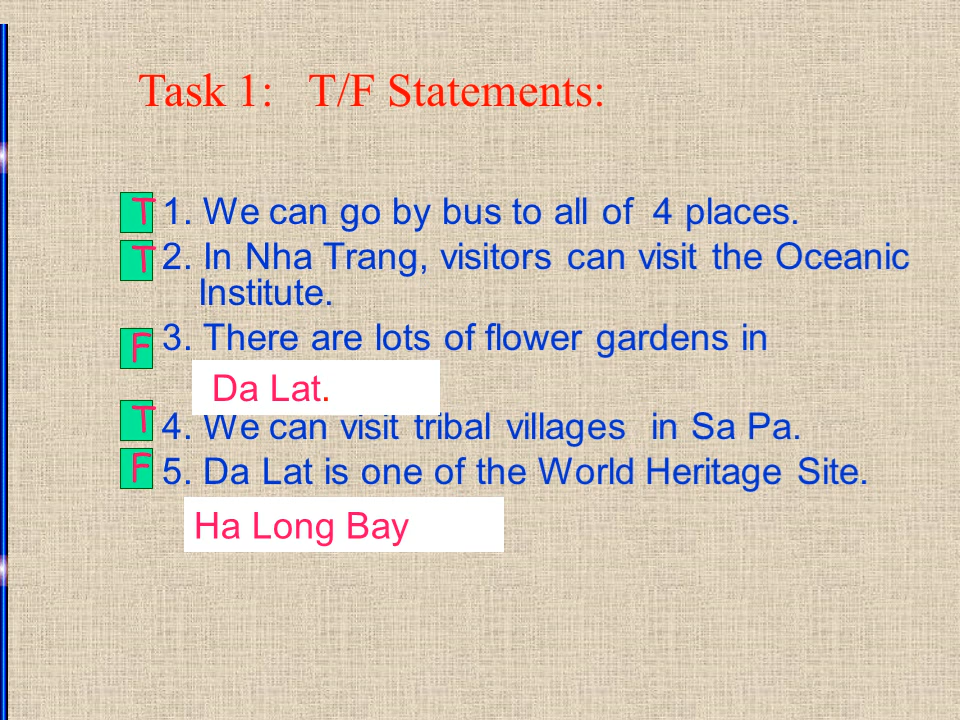 Task 1: T/F Statements:
T 1. We can go by bus to all of 4 places.
T 2. In Nha Trang, visitors can visit the Oceanic
Institute.
F 3. There are lots of flower gardens in
Da Lat.
T 4. We can visit tribal villages in Sa Pa.
F 5. Da Lat is one of the World Heritage Site.
Ha Long Bay